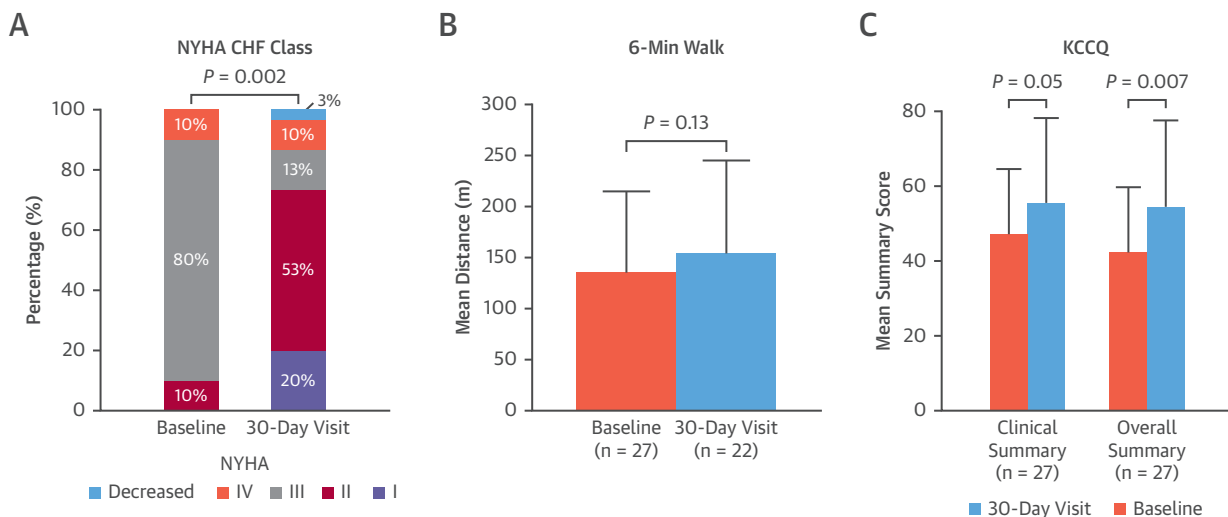 A
NYHA CHF Class
P = 0.002
Percentage (%)
100
80
60
40
20
0
10%
80%
10%
3%
10%
13%
53%
20%
Baseline
30-Day Visit
NYHA
Decreased
IV
III
II
I
B
6-Min Walk
P = 0.13
Mean Distance (m)
300
250
200
150
100
50
0
Baseline
(n = 27)
30-Day Visit
(n = 22)
C
KCCQ
P = 0.05
P = 0.007
Mean Summary Score
80
60
40
20
0
Clinical
Summary
(n = 27)
Overall
Summary
(n = 27)
30-Day Visit
Baseline